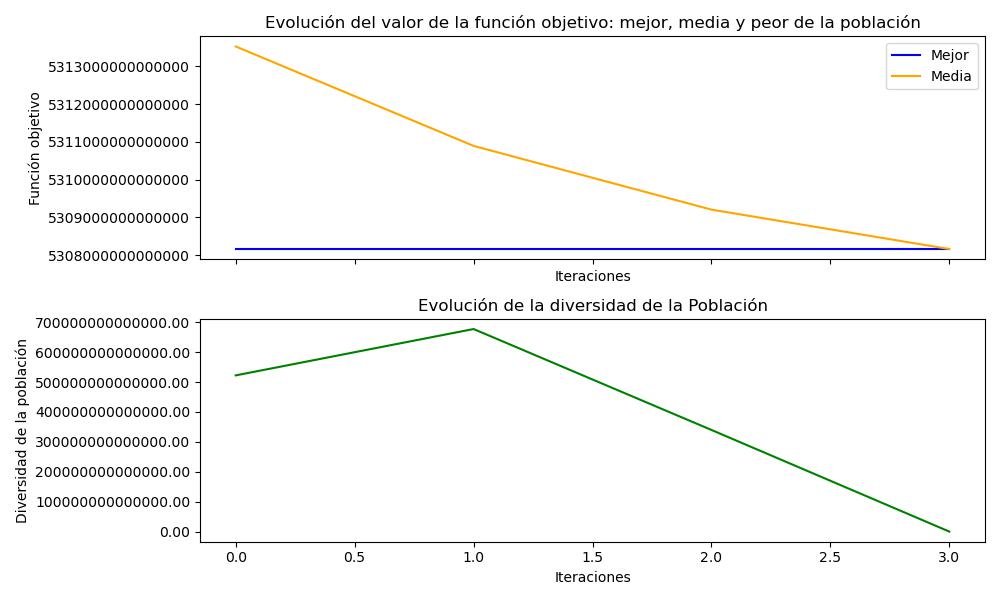 Evolución del valor de la función objetivo: mejor, media y peor de la población
Función objetivo
5313000000000000
5312000000000000
5311000000000000
5310000000000000
5309000000000000
5308000000000000
Mejor
Media
Iteraciones
Evolución de la diversidad de la Población
Diversidad de la población
700000000000000.00
600000000000000.00
500000000000000.00
400000000000000.00
300000000000000.00
200000000000000.00
100000000000000.00
0.00
0.0 0.5 1.0 1.5 2.0 2.5 3.0
Iteraciones